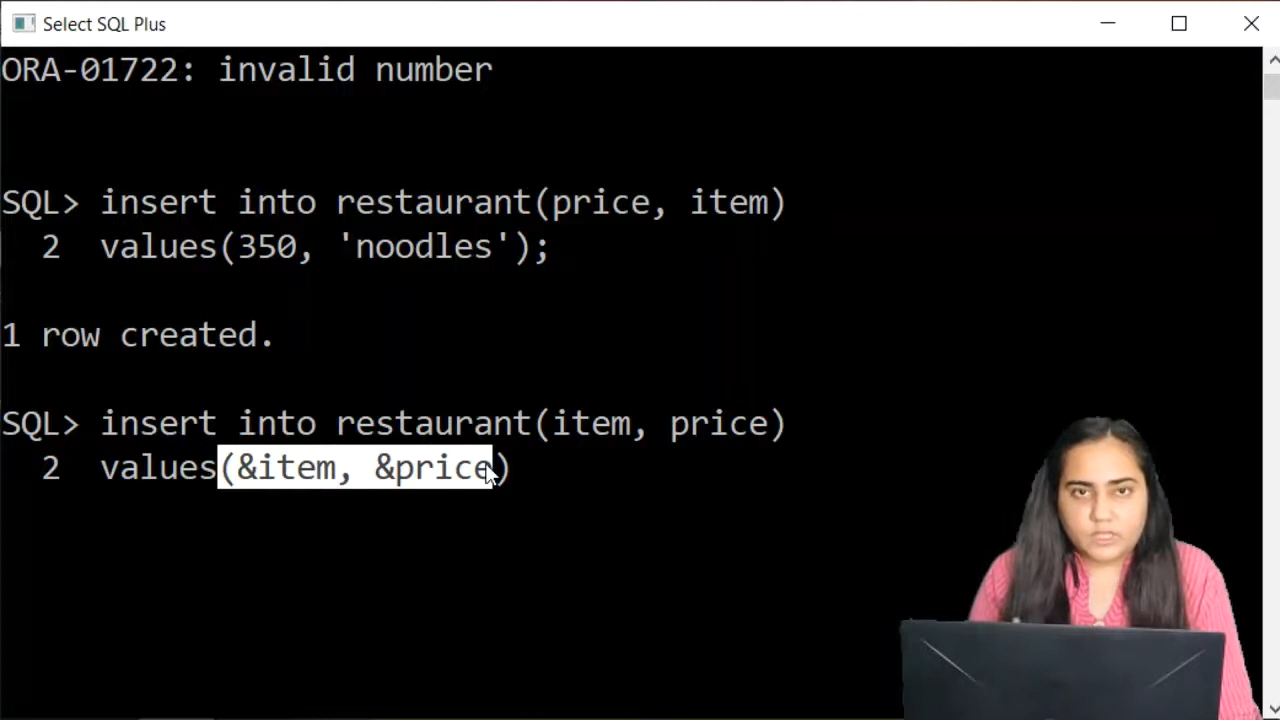 Select SQL Plus
ORA-01722: invalid number
SQL> insert into restaurant(price, item)
2 values(350, 'noodles');
1 row created.
SQL> insert into restaurant(item, price)
2 values(&item, &price)